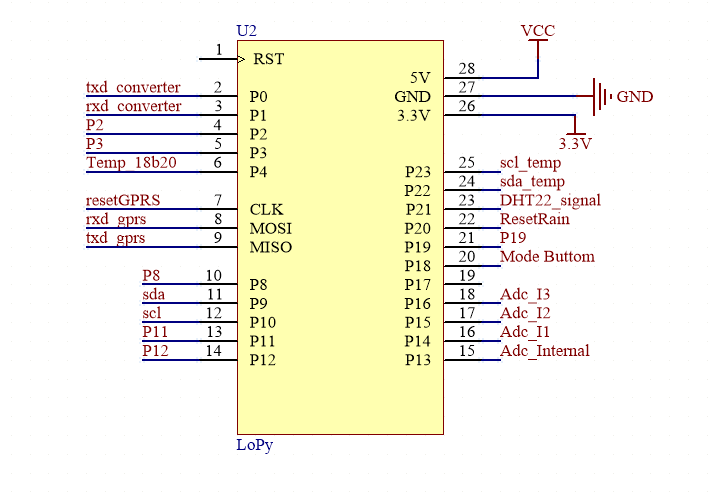 U2
VCC
1
RST
28
5V
txd_converter
2
P0
27
GND
GND
rxd_converter
3
P1
26
3.3V
P2
4
P2
3.3V
P3
5
P3
Temp_18b20
6
P4
25
P23
scl_temp
24
P22
sda_temp
resetGPRS
7
CLK
23
P21
DHT22_signal
rxd_gprs
8
MOSI
22
P20
ResetRain
txd_gprs
9
MISO
21
P19
P19
20
P18
Mode Buttom
P8
10
P8
19
P17
sda
11
P9
18
P16
Adc_I3
scl
12
P10
17
P15
Adc_I2
P11
13
P11
16
P14
Adc_I1
P12
14
P12
15
P13
Adc_Internal
LoPy